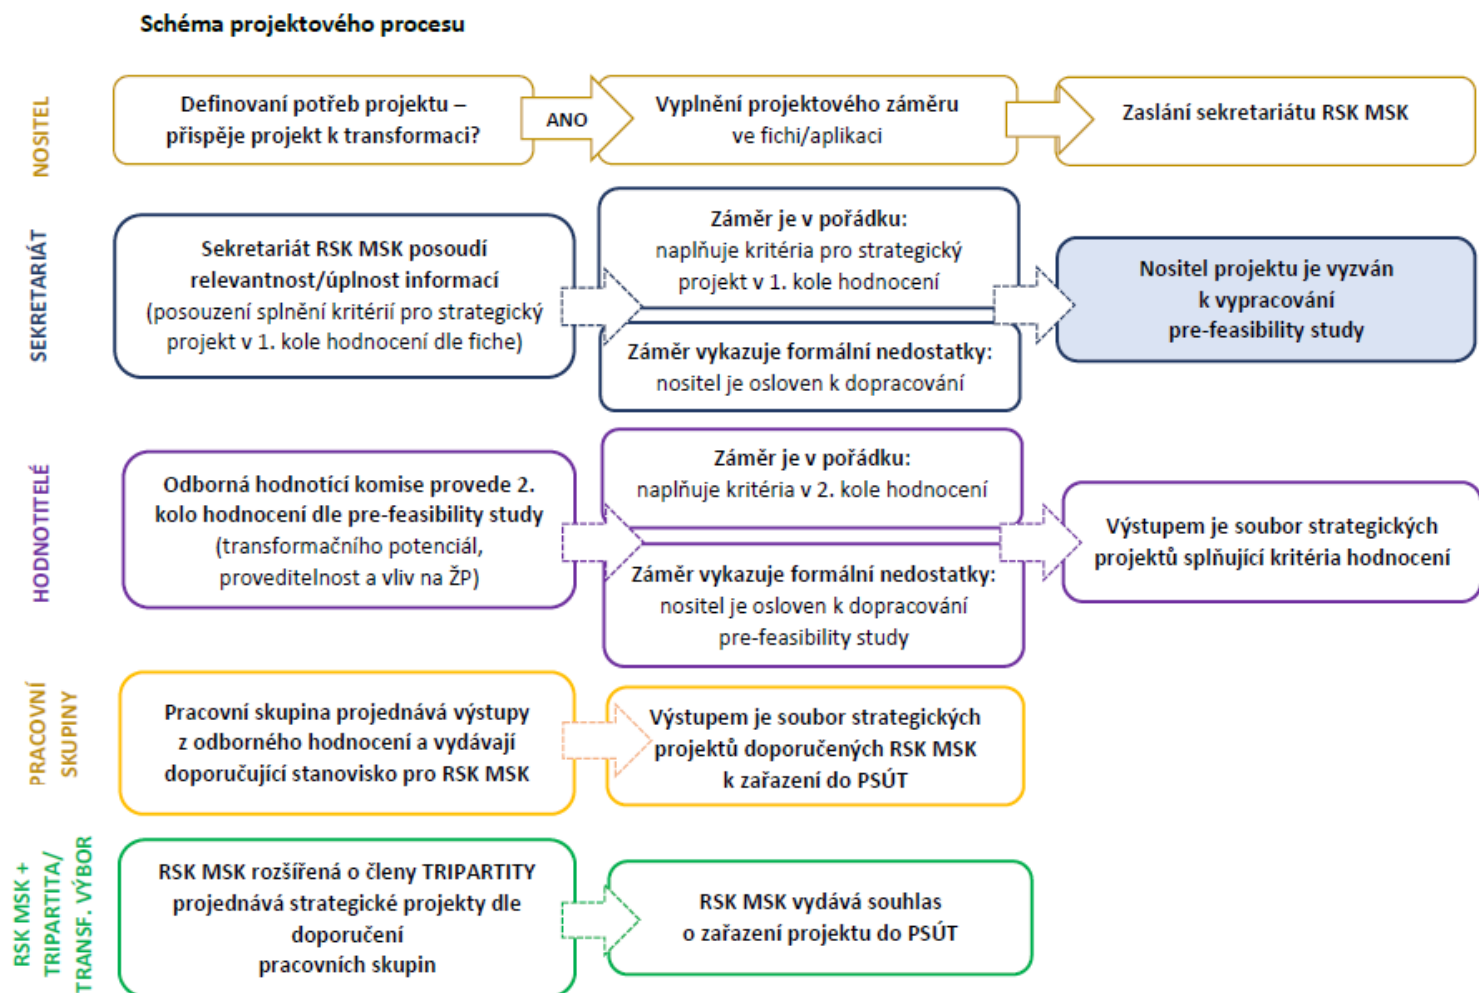 Schéma projektového procesu
NOSITEL
Definovaní potřeb projektu –
přispěje projekt k transformaci?
ANO
Vyplnění projektového záměru
ve fichi/aplikaci
Zaslání sekretariátu RSK MSK
SEKRETARIÁT
Sekretariát RSK MSK posoudí
relevantnost/úplnost informací
(posouzení splnění kritérií pro strategický
projekt v 1. kole hodnocení dle fiche)
Záměr je v pořádku:
naplňuje kritéria pro strategický
projekt v 1. kole hodnocení
Záměr vykazuje formální nedostatky:
nositel je osloven k dopracování
Nositel projektu je vyzván
k vypracování
pre-feasibility study
HODNOTITELÉ
Odborná hodnotící komise provede 2.
kolo hodnocení dle pre-feasibility study
(transformačního potenciál,
proveditelnost a vliv na ŽP)
Záměr je v pořádku:
naplňuje kritéria v 2. kole hodnocení
Záměr vykazuje formální nedostatky:
nositel je osloven k dopracování
pre-feasibility study
Výstupem je soubor strategických
projektů splňující kritéria hodnocení
PRACOVNÍ
SKUPINY
Pracovní skupina projednává výstupy
z odborného hodnocení a vydávají
doporučující stanovisko pro RSK MSK
Výstupem je soubor strategických
projektů doporučených RSK MSK
k zařazení do PSÚT
RSK MSK +
TRIPARTITA/
TRANSF. VÝBOR
RSK MSK rozšířená o členy TRIPARTITY
projednává strategické projekty dle
doporučení
pracovních skupin
RSK MSK vydává souhlas
o zařazení projektu do PSÚT